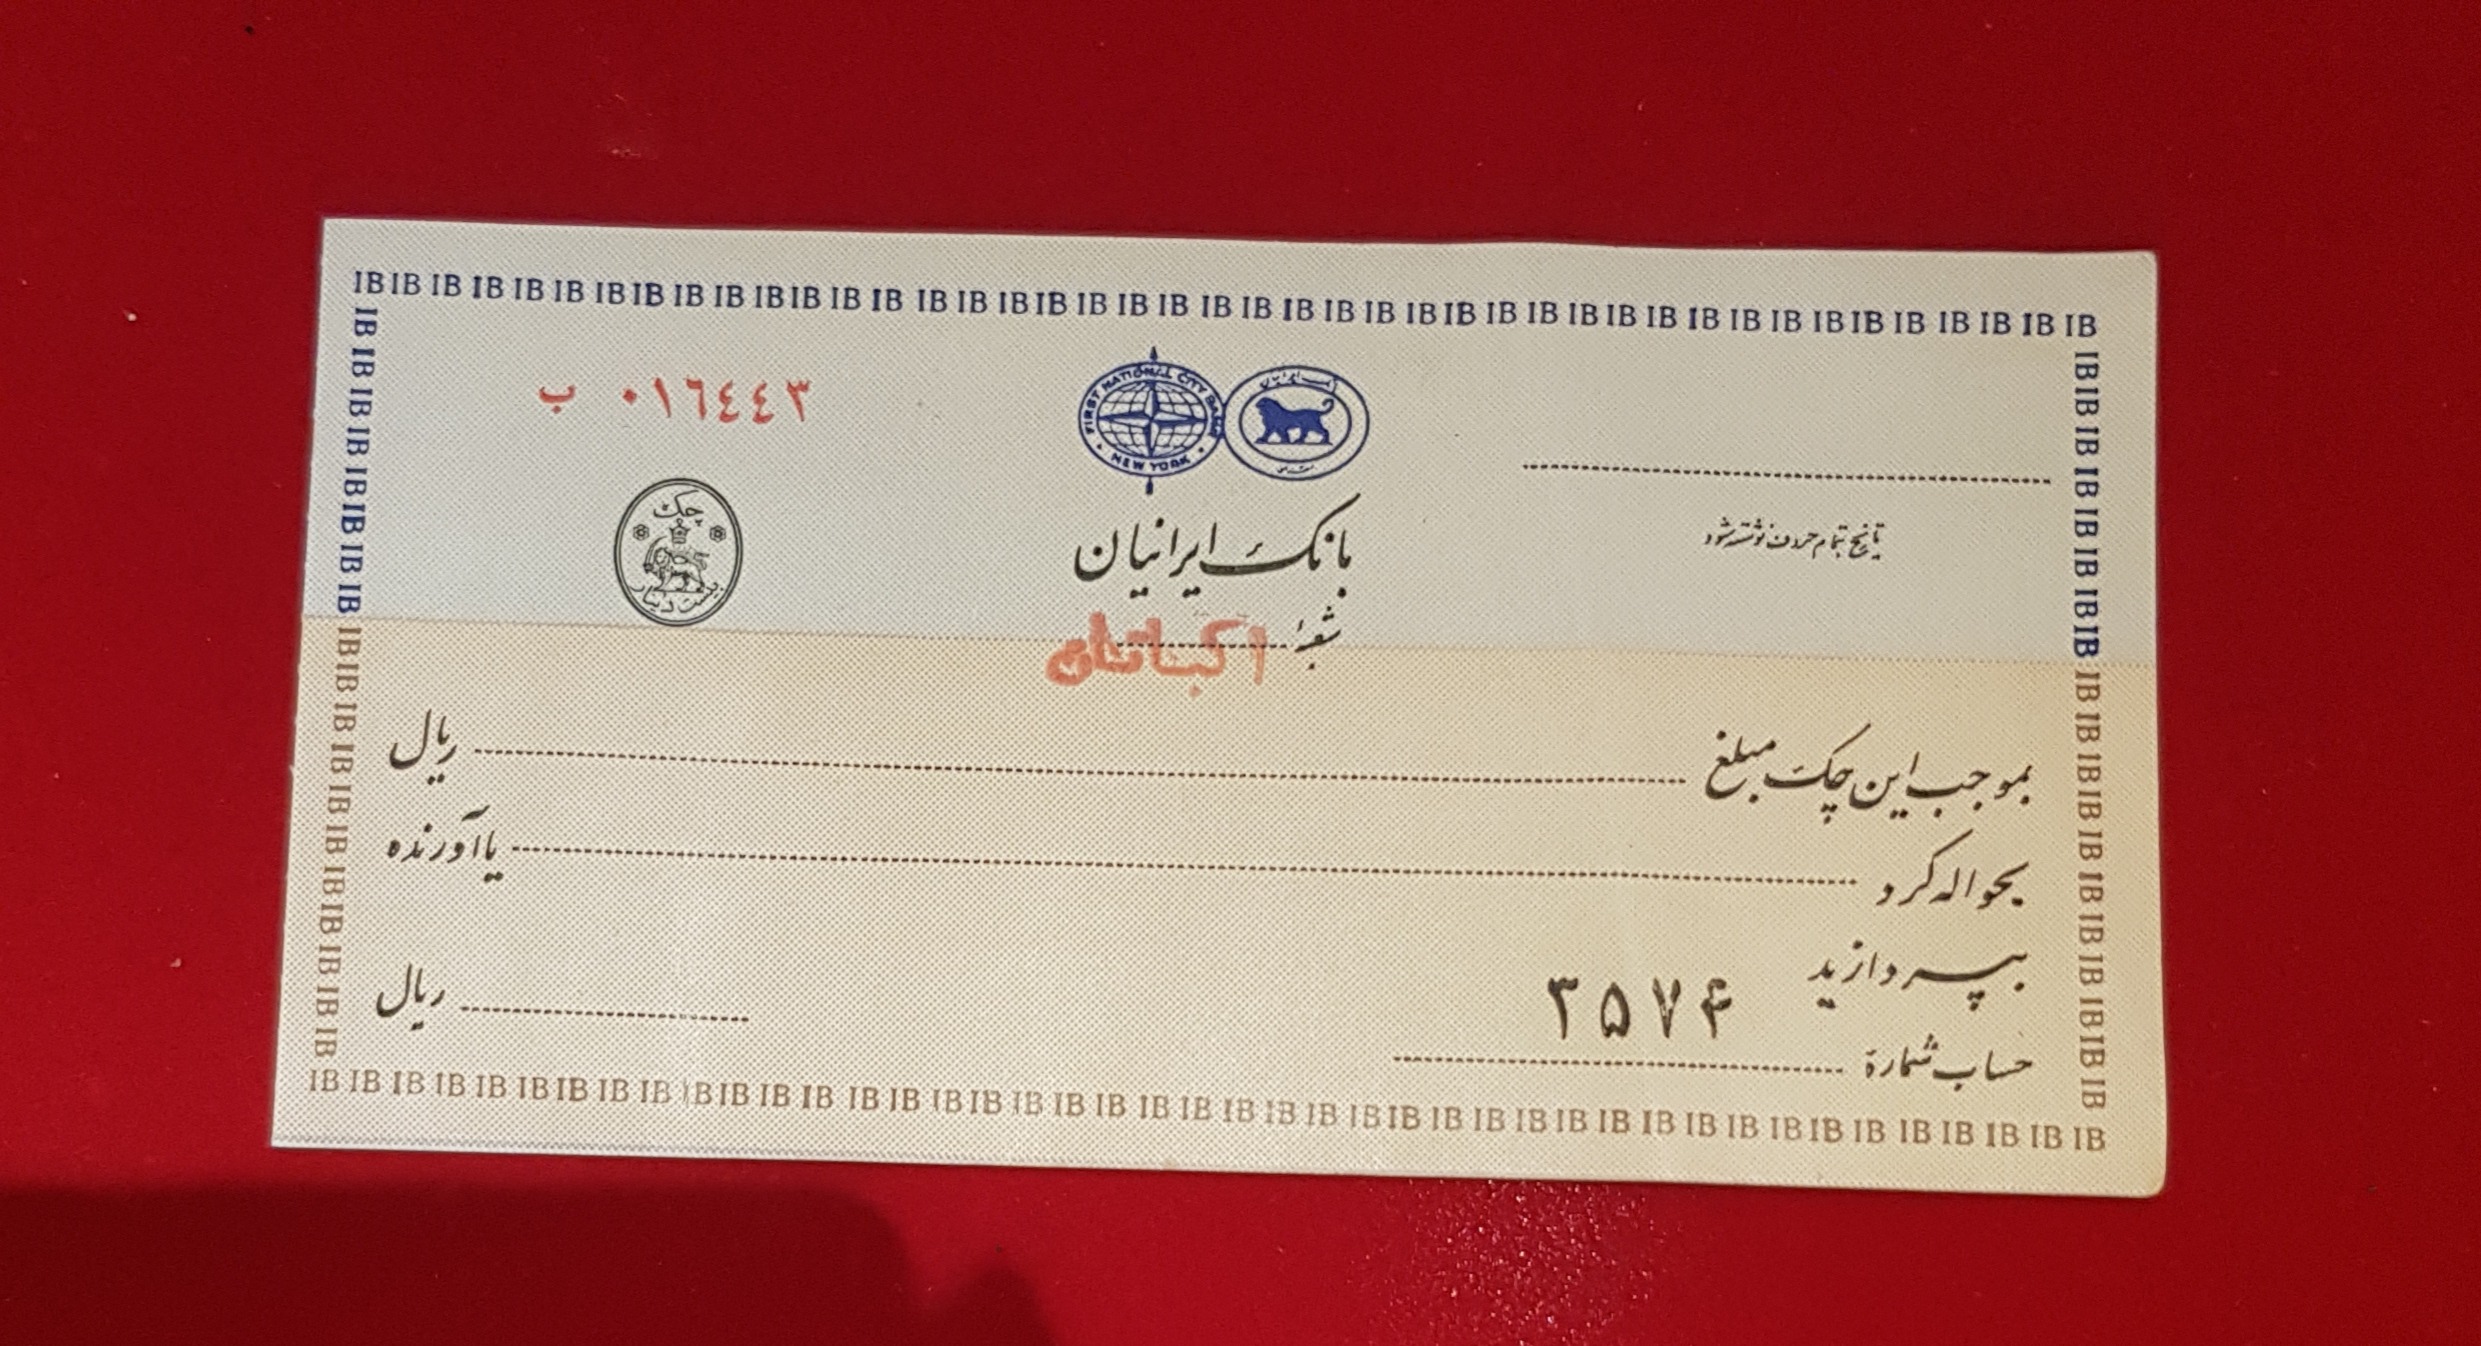 IB IB IB IB IB IB IB IB IB IB IB IB IB IB IB IB IB IB IB IB IB IB IB IB IB IB IB IB IB IB IB IB IB IB IB IB IB IB IB IB IB IB
ب ٠١٦٤٤٣
FIRST NATIONAL CITY BANK
NEW YORK
چک
بیست دینار
بانک ایرانیان
تاریخ بتمام حروف نوشته شود
شعبهٔ اکباتان
بموجب این چک مبلغ ریال
بحواله کرد یا آورنده
بپردازید
۳۵۷۶
ریال
حساب شمارهٔ
IB IB IB IB IB IB IB IB IB IB IB IB IB IB IB IB IB IB IB IB IB IB IB IB IB IB IB IB IB IB IB IB IB IB IB IB IB IB IB IB IB IB IB